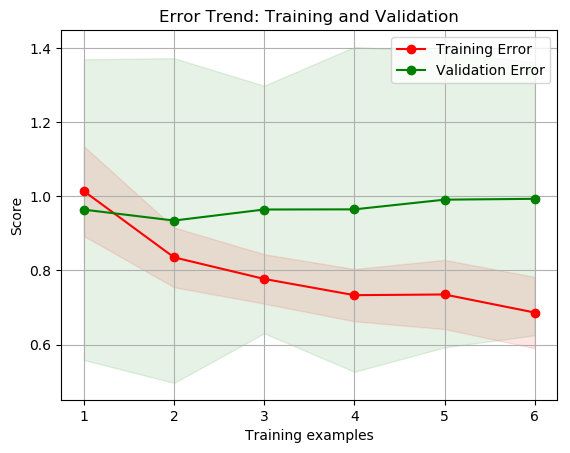 Error Trend: Training and Validation
Training Error
Validation Error
1.4
1.2
1.0
0.8
0.6
Score
1 2 3 4 5 6
Training examples